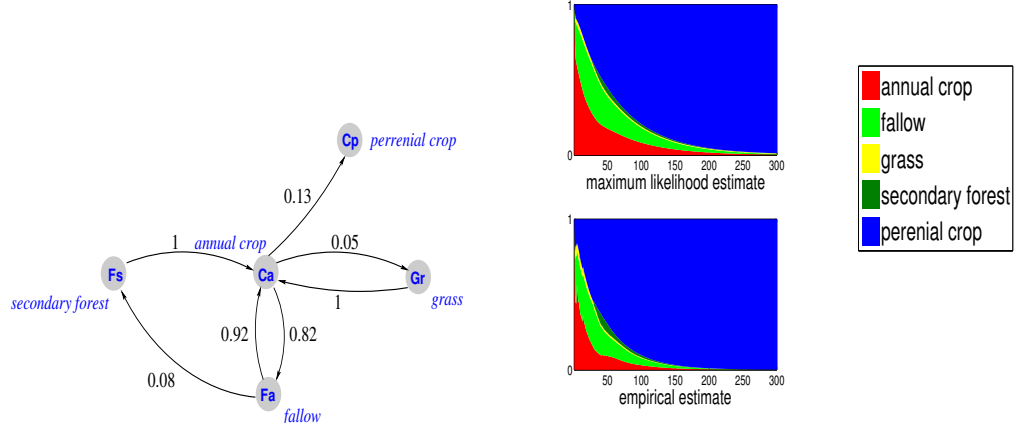 Cp perrenial crop
0.13
1 annual crop 0.05
Fs Ca Gr
secondary forest 1 grass
0.92 0.82
0.08
Fa
fallow
1
0
50 100 150 200 250 300
maximum likelihood estimate
1
0
50 100 150 200 250 300
empirical estimate
annual crop
fallow
grass
secondary forest
perenial crop